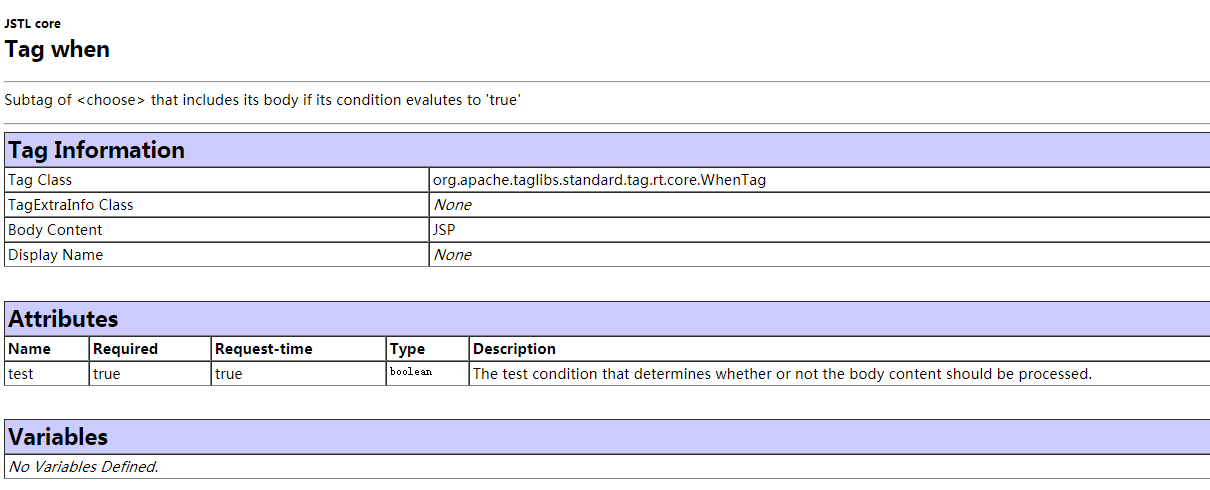 JSTL core
Tag when
Subtag of <choose> that includes its body if its condition evalutes to 'true'
Tag Information
Tag Class org.apache.taglibs.standard.tag.rt.core.WhenTag
TagExtraInfo Class None
Body Content JSP
Display Name None
Attributes
Name Required Request-time Type Description
test true true boolean The test condition that determines whether or not the body content should be processed.
Variables
No Variables Defined.